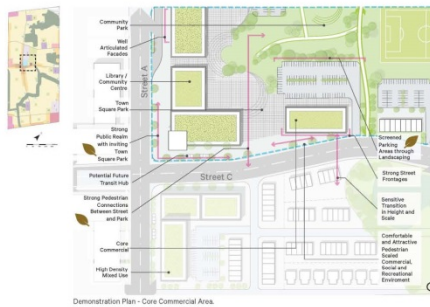 Community
Park
Well
Articulated
Facades
Library /
Community
Centre
Town
Square Park
Strong
Public Realm
with inviting
Town
Square Park
Potential Future
Transit Hub
Strong Pedestrian
Connections
Between Street
and Park
Core
Commercial
High Density
Mixed Use
Street A
Street C
Screened
Parking
Areas through
Landscaping
Strong Street
Frontages
Sensitive
Transition
in Height and
Scale
Comfortable
and Attractive
Pedestrian
Scaled
Commercial,
Social and
Recreational
Enviroment
Demonstration Plan - Core Commercial Area.